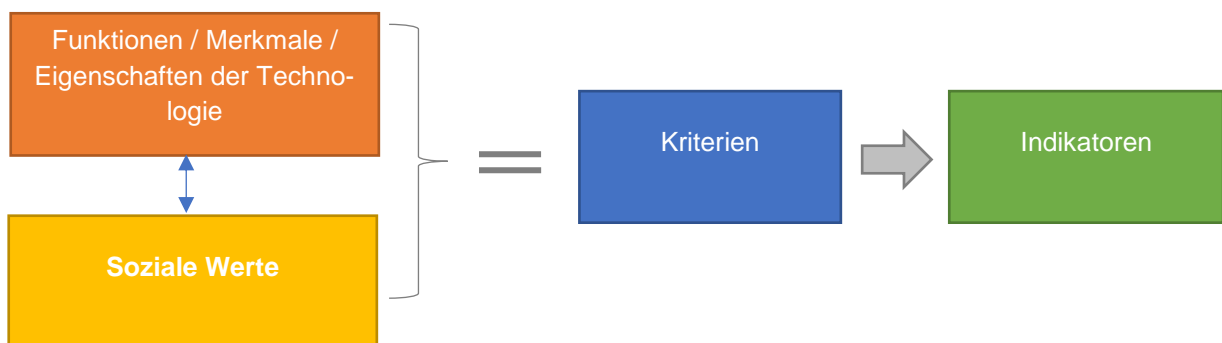 Funktionen / Merkmale /
Eigenschaften der Techno-
logie
Soziale Werte
Kriterien
Indikatoren